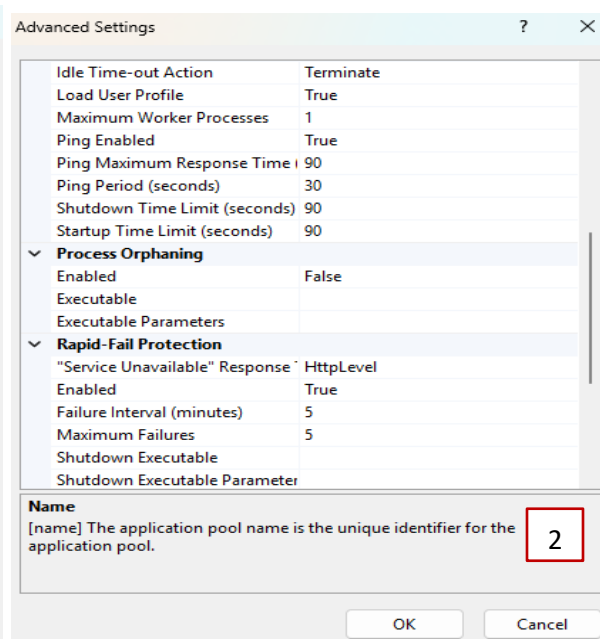 Advanced Settings ? ×
Idle Time-out Action Terminate
Load User Profile True
Maximum Worker Processes 1
Ping Enabled True
Ping Maximum Response Time ( 90
Ping Period (seconds) 30
Shutdown Time Limit (seconds) 90
Startup Time Limit (seconds) 90
Process Orphaning
Enabled False
Executable
Executable Parameters
Rapid-Fail Protection
"Service Unavailable" Response HttpLevel
Enabled True
Failure Interval (minutes) 5
Maximum Failures 5
Shutdown Executable
Shutdown Executable Parameter
Name
[name] The application pool name is the unique identifier for the
application pool.
2
OK Cancel